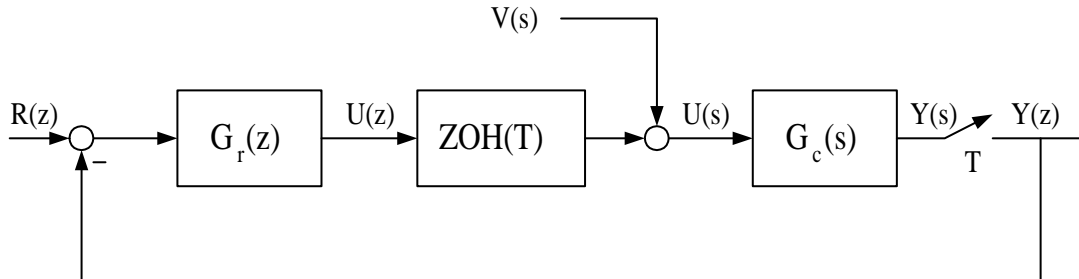 V(s)
R(z)
G_r(z)
U(z)
ZOH(T)
U(s)
G_c(s)
Y(s)
Y(z)
−
T